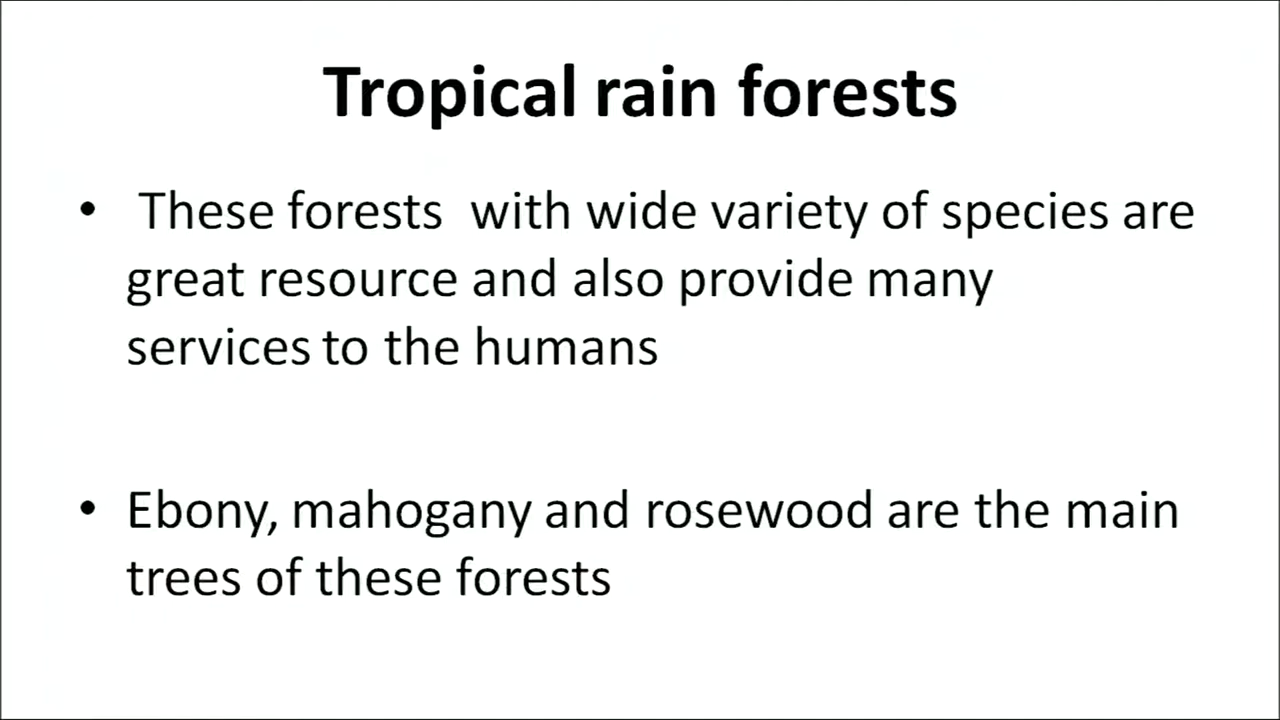 Tropical rain forests
• These forests with wide variety of species are
great resource and also provide many
services to the humans
• Ebony, mahogany and rosewood are the main
trees of these forests